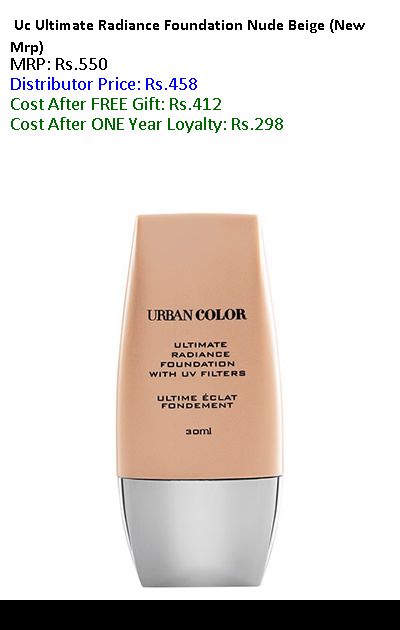 Uc Ultimate Radiance Foundation Nude Beige (New
Mrp)
MRP: Rs.550
Distributor Price: Rs.458
Cost After FREE Gift: Rs.412
Cost After ONE Year Loyalty: Rs.298
URBAN COLOR
ULTIMATE
RADIANCE
FOUNDATION
WITH UV FILTERS
ULTIME ÉCLAT
FONDEMENT
30ml